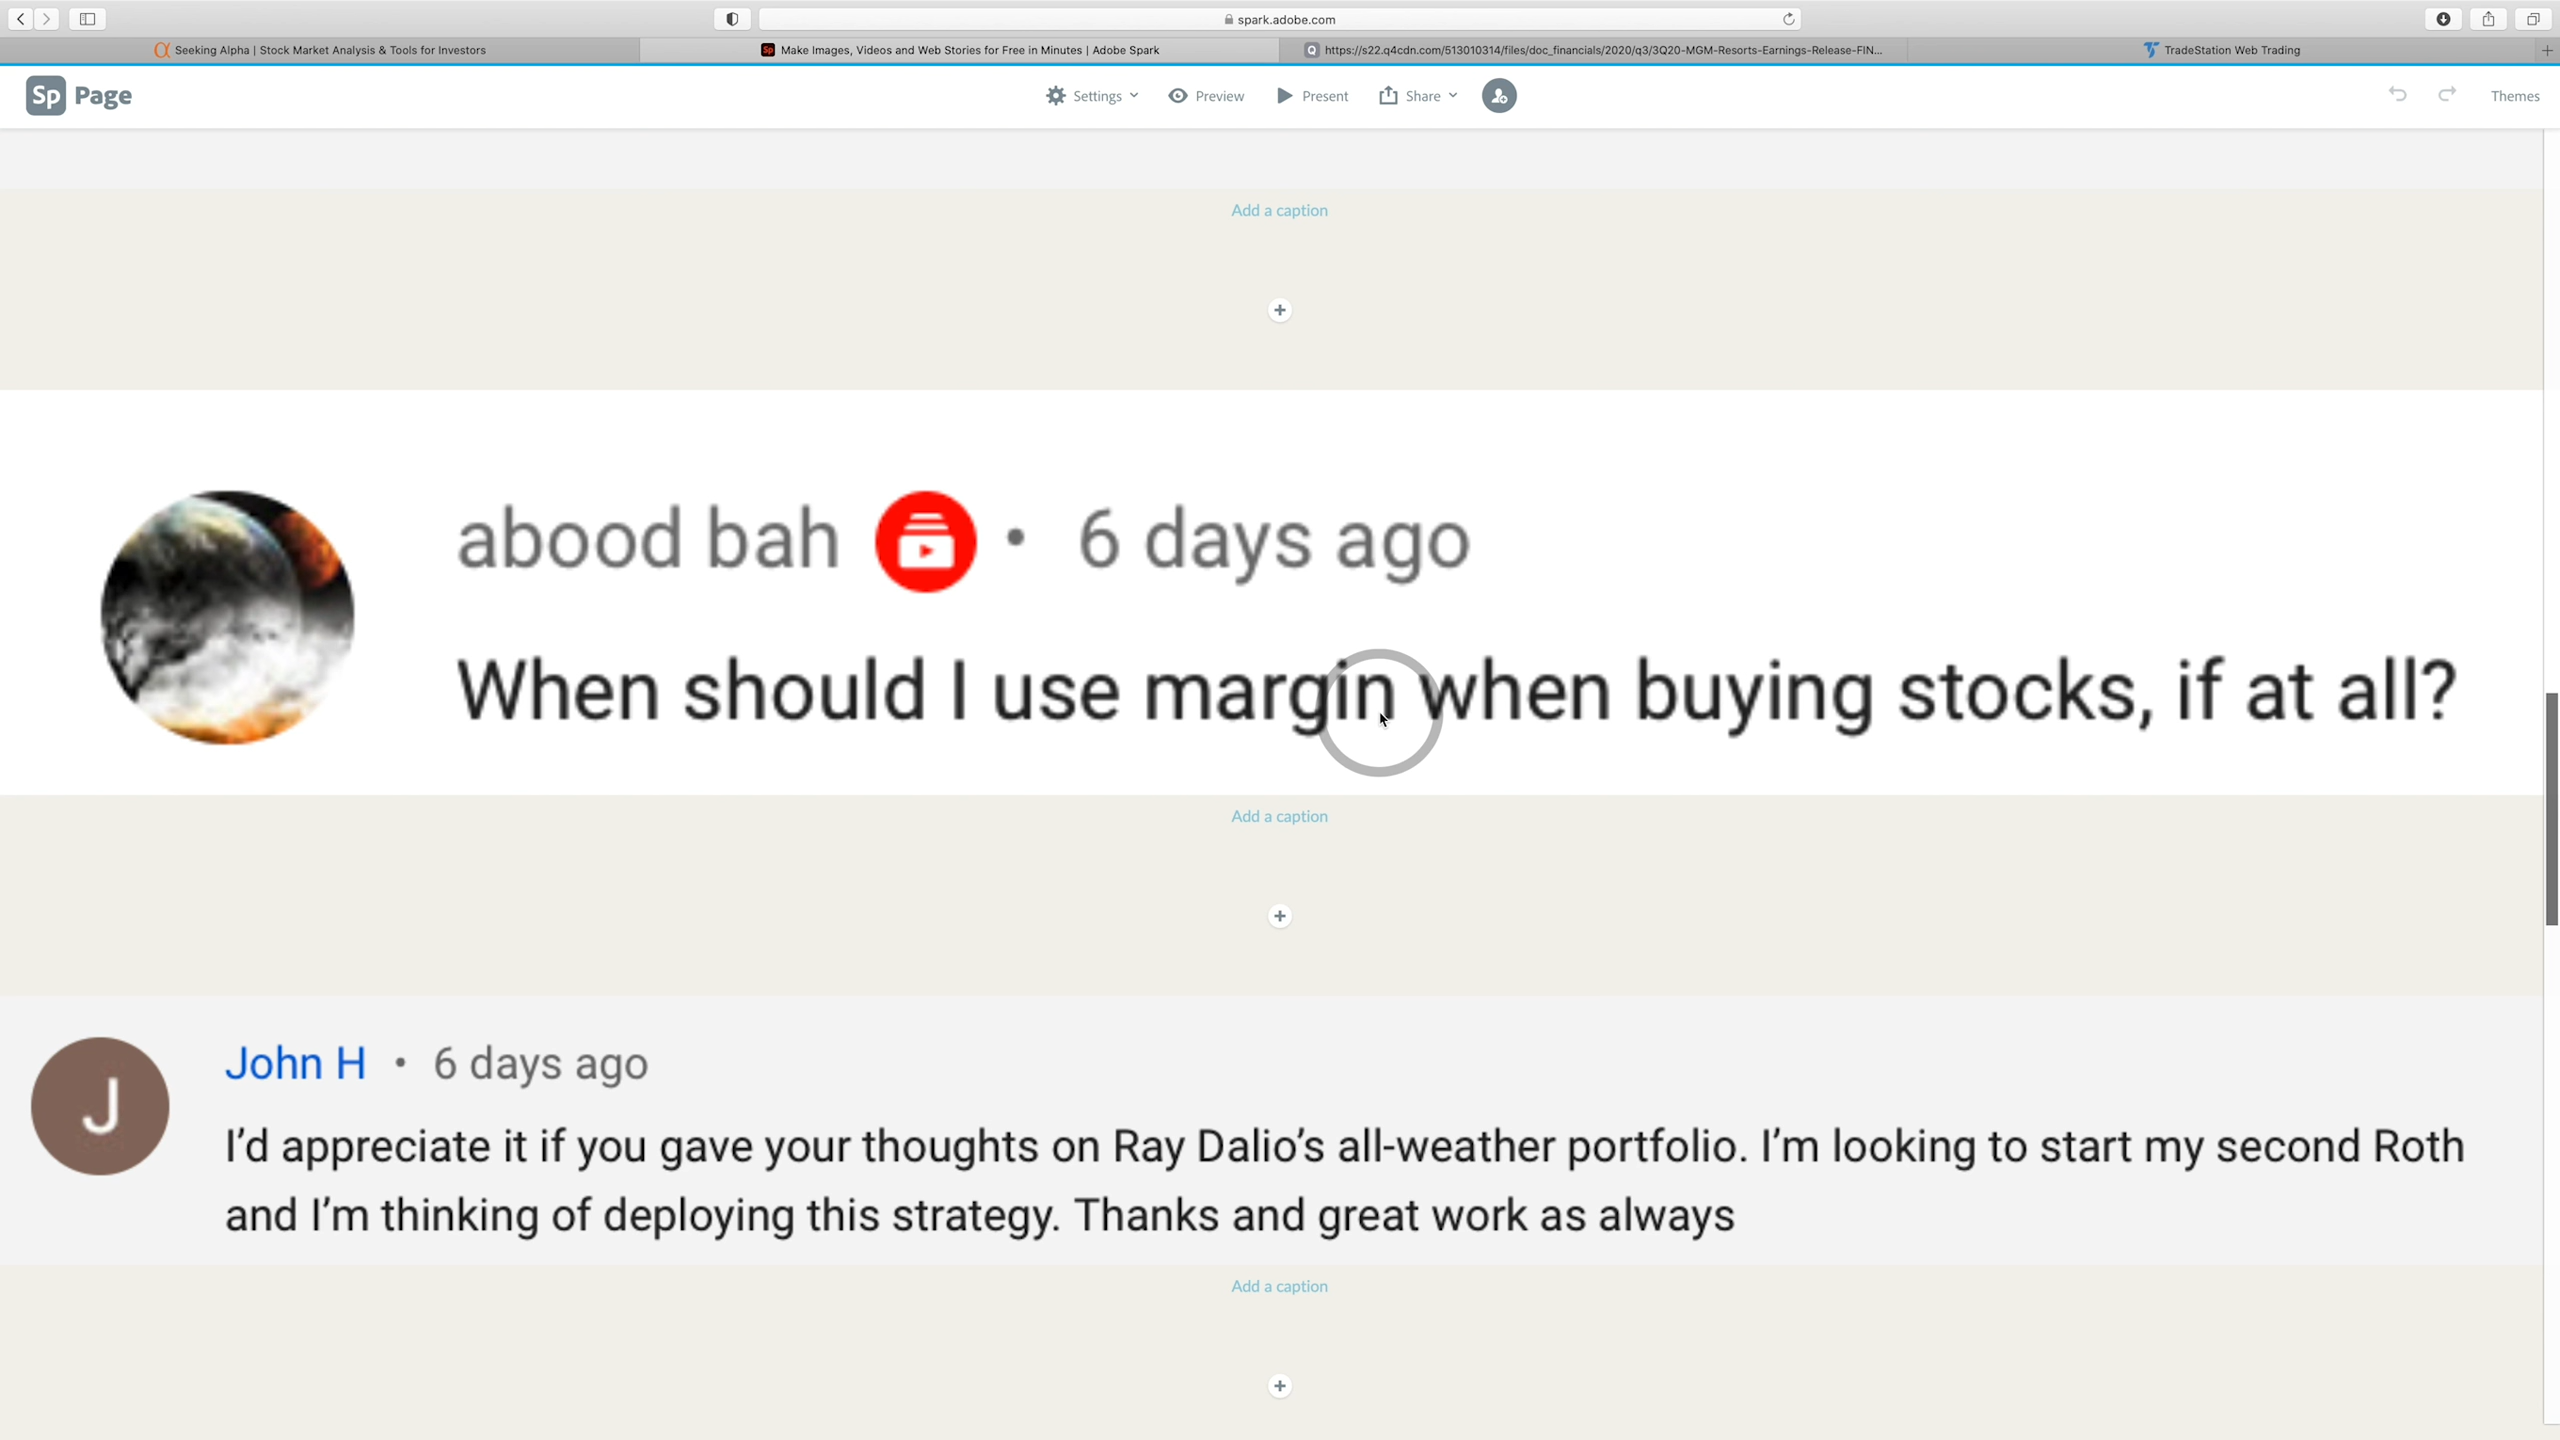 spark.adobe.com
Seeking Alpha | Stock Market Analysis & Tools for Investors
Make Images, Videos and Web Stories for Free in Minutes | Adobe Spark
https://s22.q4cdn.com/513010314/files/doc_financials/2020/q3/3Q20-MGM-Resorts-Earnings-Release-FIN...
TradeStation Web Trading
Sp Page
Settings
Preview
Present
Share
Themes
Add a caption
abood bah • 6 days ago
When should I use margin when buying stocks, if at all?
Add a caption
J
John H • 6 days ago
I'd appreciate it if you gave your thoughts on Ray Dalio's all-weather portfolio. I'm looking to start my second Roth
and I'm thinking of deploying this strategy. Thanks and great work as always
Add a caption